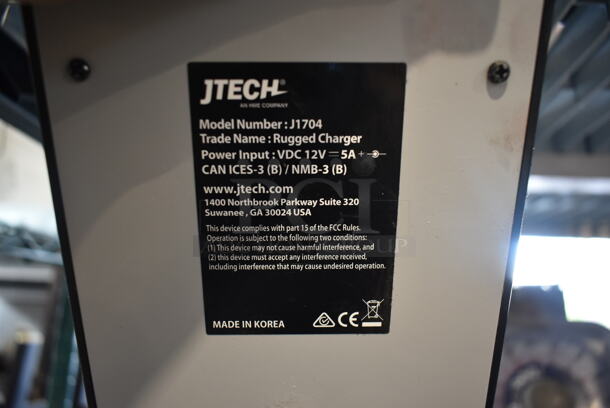 JTECH®
AN HME COMPANY
Model Number : J1704
Trade Name : Rugged Charger
Power Input : VDC 12V 5A +
CAN ICES-3 (B) / NMB-3 (B)
www.jtech.com
1400 Northbrook Parkway Suite 320
Suwanee , GA 30024 USA
This device complies with part 15 of the FCC Rules.
Operation is subject to the following two conditions:
(1) This device may not cause harmful interference, and
(2) this device must accept any interference received,
including interference that may cause undesired operation.
MADE IN KOREA CE